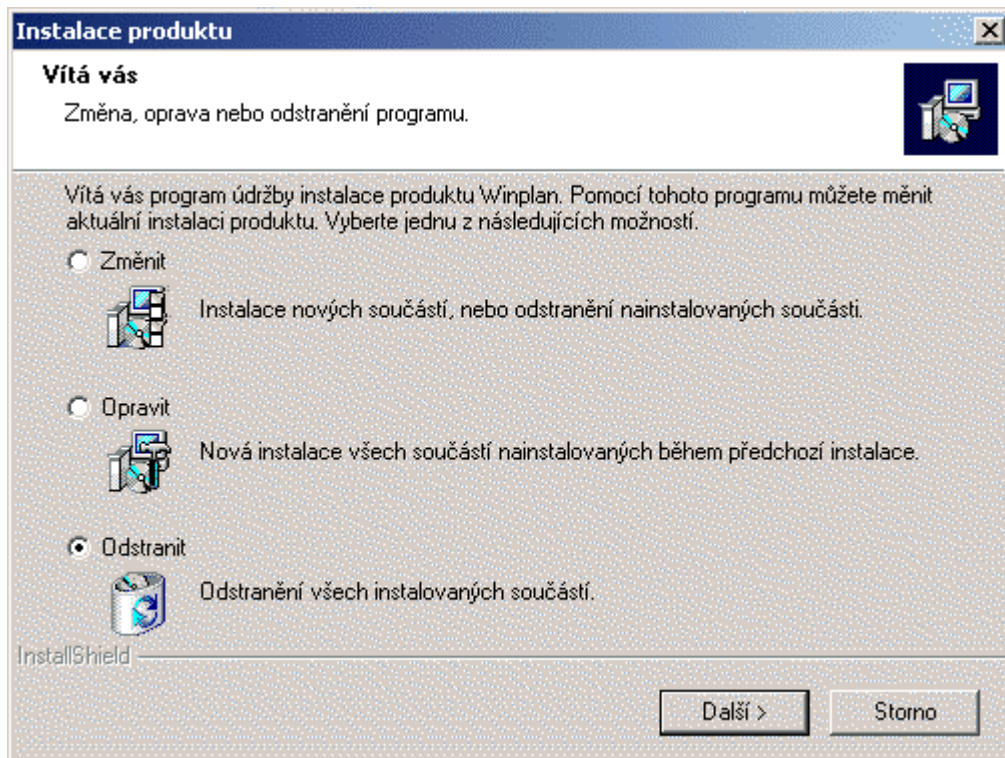 Instalace produktu
Vítá vás
Změna, oprava nebo odstranění programu.
Vítá vás program údržby instalace produktu Winplan. Pomocí tohoto programu můžete měnit
aktuální instalaci produktu. Vyberte jednu z následujících možností.
Změnit
Instalace nových součástí, nebo odstranění nainstalovaných součásti.
Opravit
Nová instalace všech součástí nainstalovaných během předchozí instalace.
Odstranit
Odstranění všech instalovaných součástí.
InstallShield
Další >
Storno